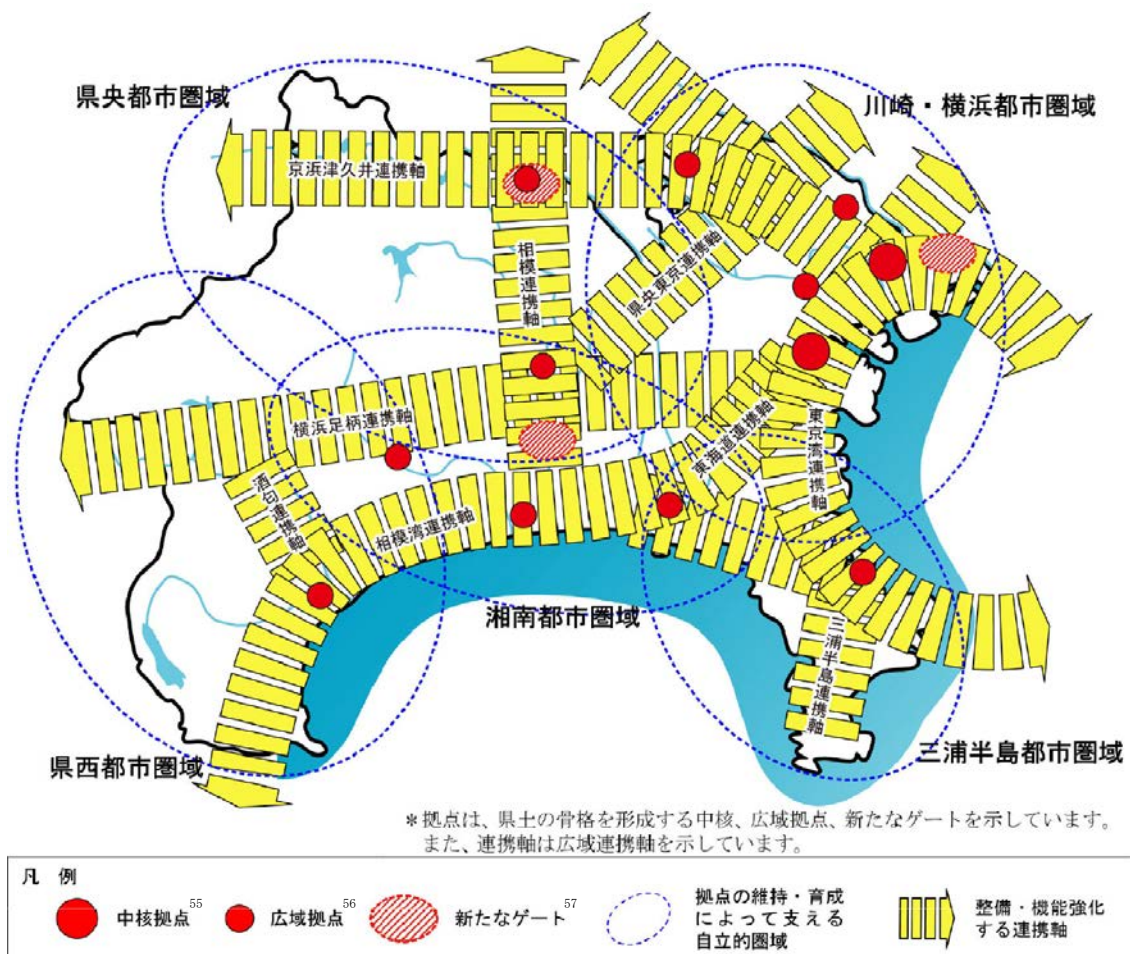 県央都市圏域
川崎・横浜都市圏域
京浜津久井連携軸
相模連携軸
県央東京連携軸
横浜足柄連携軸
東海道連携軸
東京湾連携軸
酒匂連携軸
相模湾連携軸
湘南都市圏域
三浦半島連携軸
県西都市圏域
三浦半島都市圏域
*拠点は、県土の骨格を形成する中核、広域拠点、新たなゲートを示しています。
また、連携軸は広域連携軸を示しています。
凡 例
中核拠点55
広域拠点56
新たなゲート57
拠点の維持・育成
によって支える
自立的圏域
整備・機能強化
する連携軸